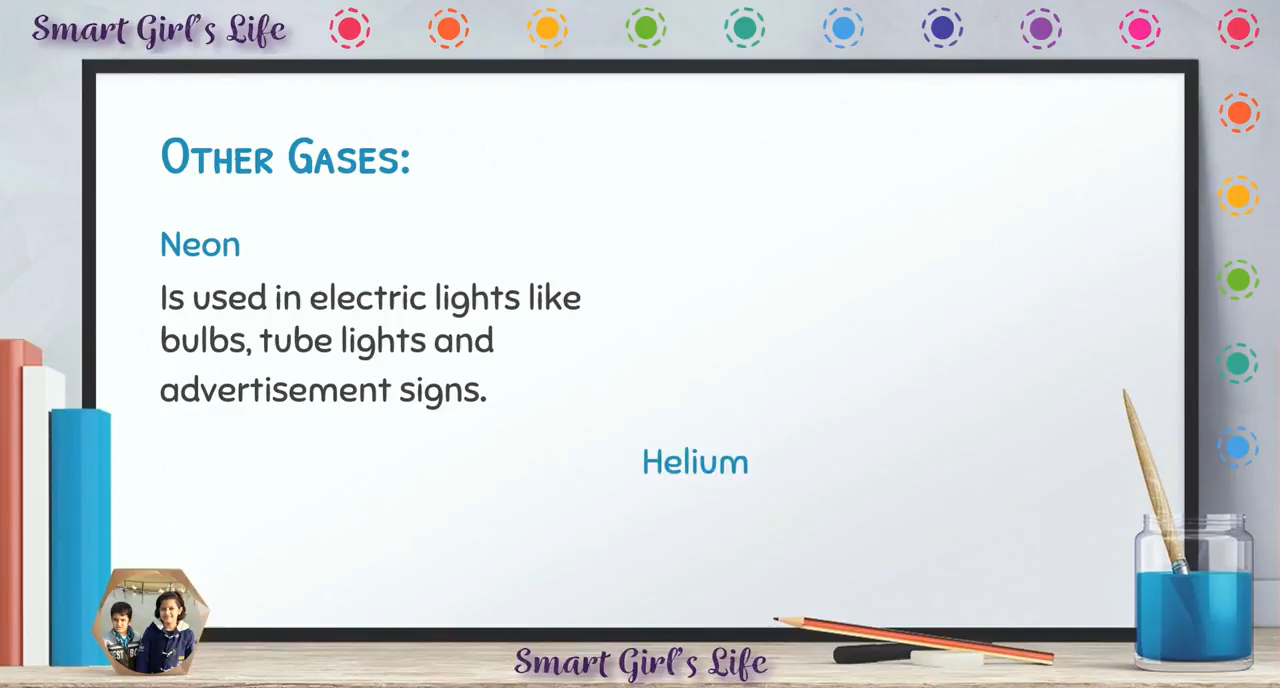 Smart Girl's Life
Other Gases:
Neon
Is used in electric lights like
bulbs, tube lights and
advertisement signs.
Helium
Smart Girl's Life